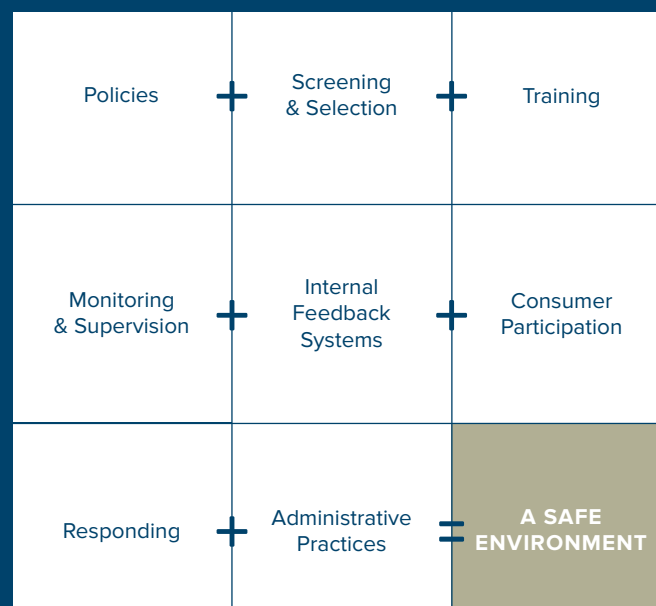 Policies
+
Screening
& Selection
+
Training
Monitoring
& Supervision
+
Internal
Feedback
Systems
+
Consumer
Participation
Responding
+
Administrative
Practices
=
A SAFE
ENVIRONMENT